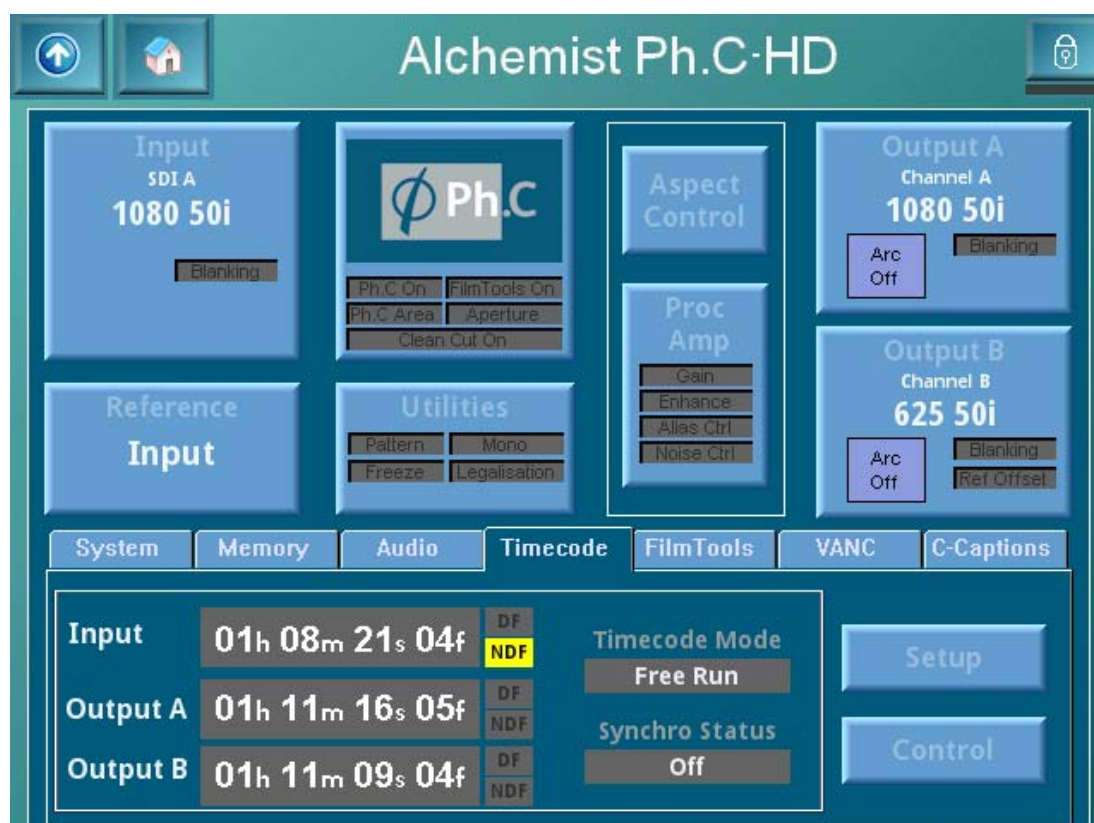 Alchemist Ph.C-HD
Input
SDI A
1080 50i
Blanking
Ph.C
Ph.C On
FilmTools On
Ph.C Area
Aperture
Clean Cut On
Aspect
Control
Proc
Amp
Gain
Enhance
Alias Ctrl
Noise Ctrl
Output A
Channel A
1080 50i
Arc
Off
Blanking
Reference
Input
Utilities
Pattern
Mono
Freeze
Legalisation
Output B
Channel B
625 50i
Arc
Off
Blanking
Ref Offset
System
Memory
Audio
Timecode
FilmTools
VANC
C-Captions
Input
01h 08m 21s 04f
DF
NDF
Output A
01h 11m 16s 05f
DF
NDF
Output B
01h 11m 09s 04f
DF
NDF
Timecode Mode
Free Run
Synchro Status
Off
Setup
Control